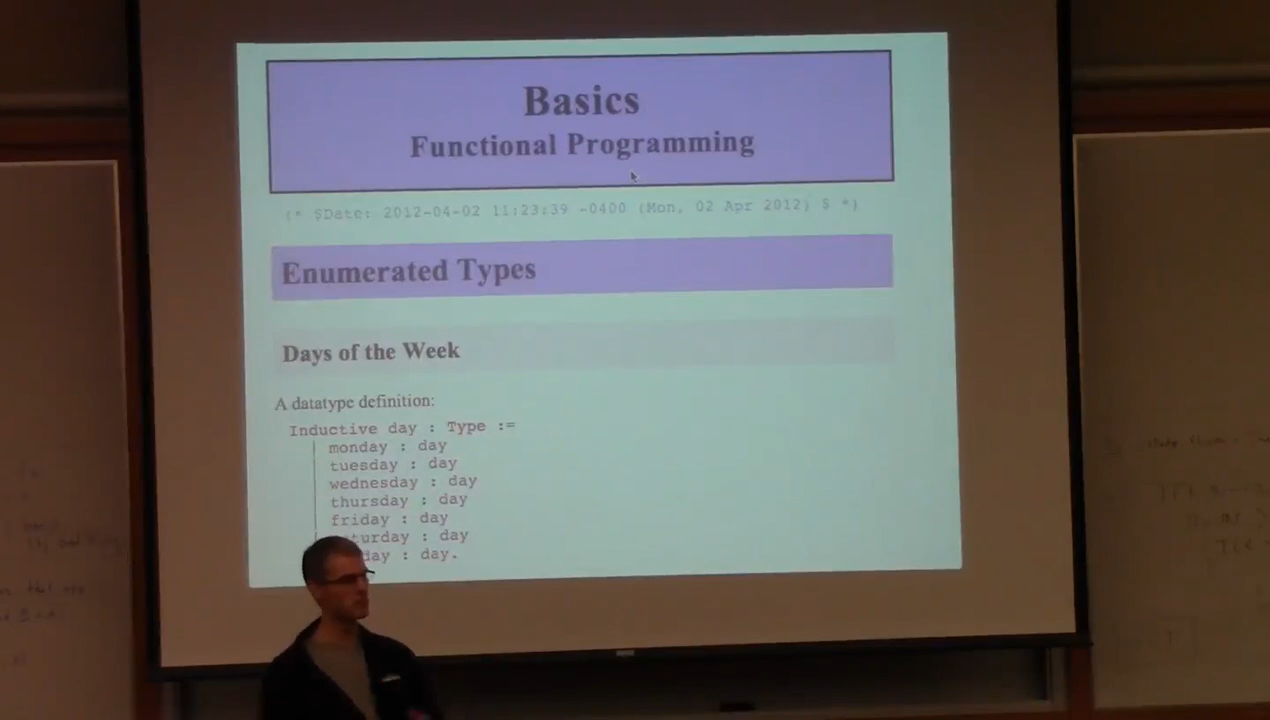 Basics
Functional Programming
(* $Date: 2012-04-02 11:23:39 -0400 (Mon, 02 Apr 2012) $ *)
Enumerated Types
Days of the Week
A datatype definition:
Inductive day : Type :=
| monday : day
| tuesday : day
| wednesday : day
| thursday : day
| friday : day
turday : day
day : day.